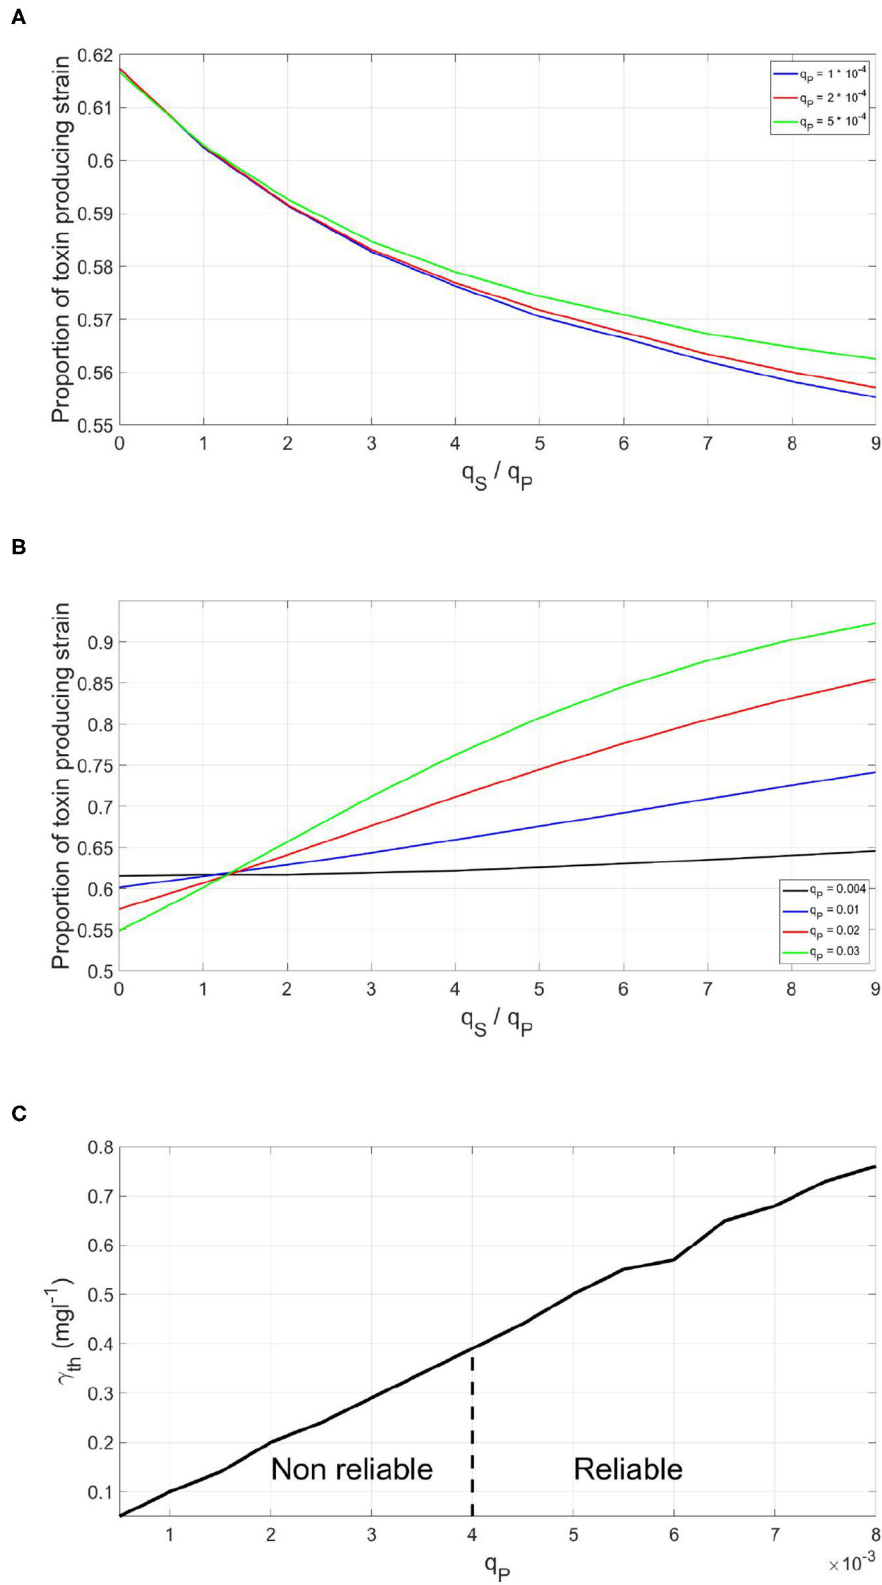 A
0.62
0.61
0.6
0.59
0.58
0.57
0.56
0.55
Proportion of toxin producing strain
q_P = 1 * 10^-4
q_P = 2 * 10^-4
q_P = 5 * 10^-4
0 1 2 3 4 5 6 7 8 9
q_S / q_P
B
0.9
0.85
0.8
0.75
0.7
0.65
0.6
0.55
0.5
Proportion of toxin producing strain
q_P = 0.004
q_P = 0.01
q_P = 0.02
q_P = 0.03
0 1 2 3 4 5 6 7 8 9
q_S / q_P
C
0.8
0.7
0.6
0.5
0.4
0.3
0.2
0.1
γ_th (mgl^-1)
Non reliable
Reliable
1 2 3 4 5 6 7 8
q_P
×10^-3